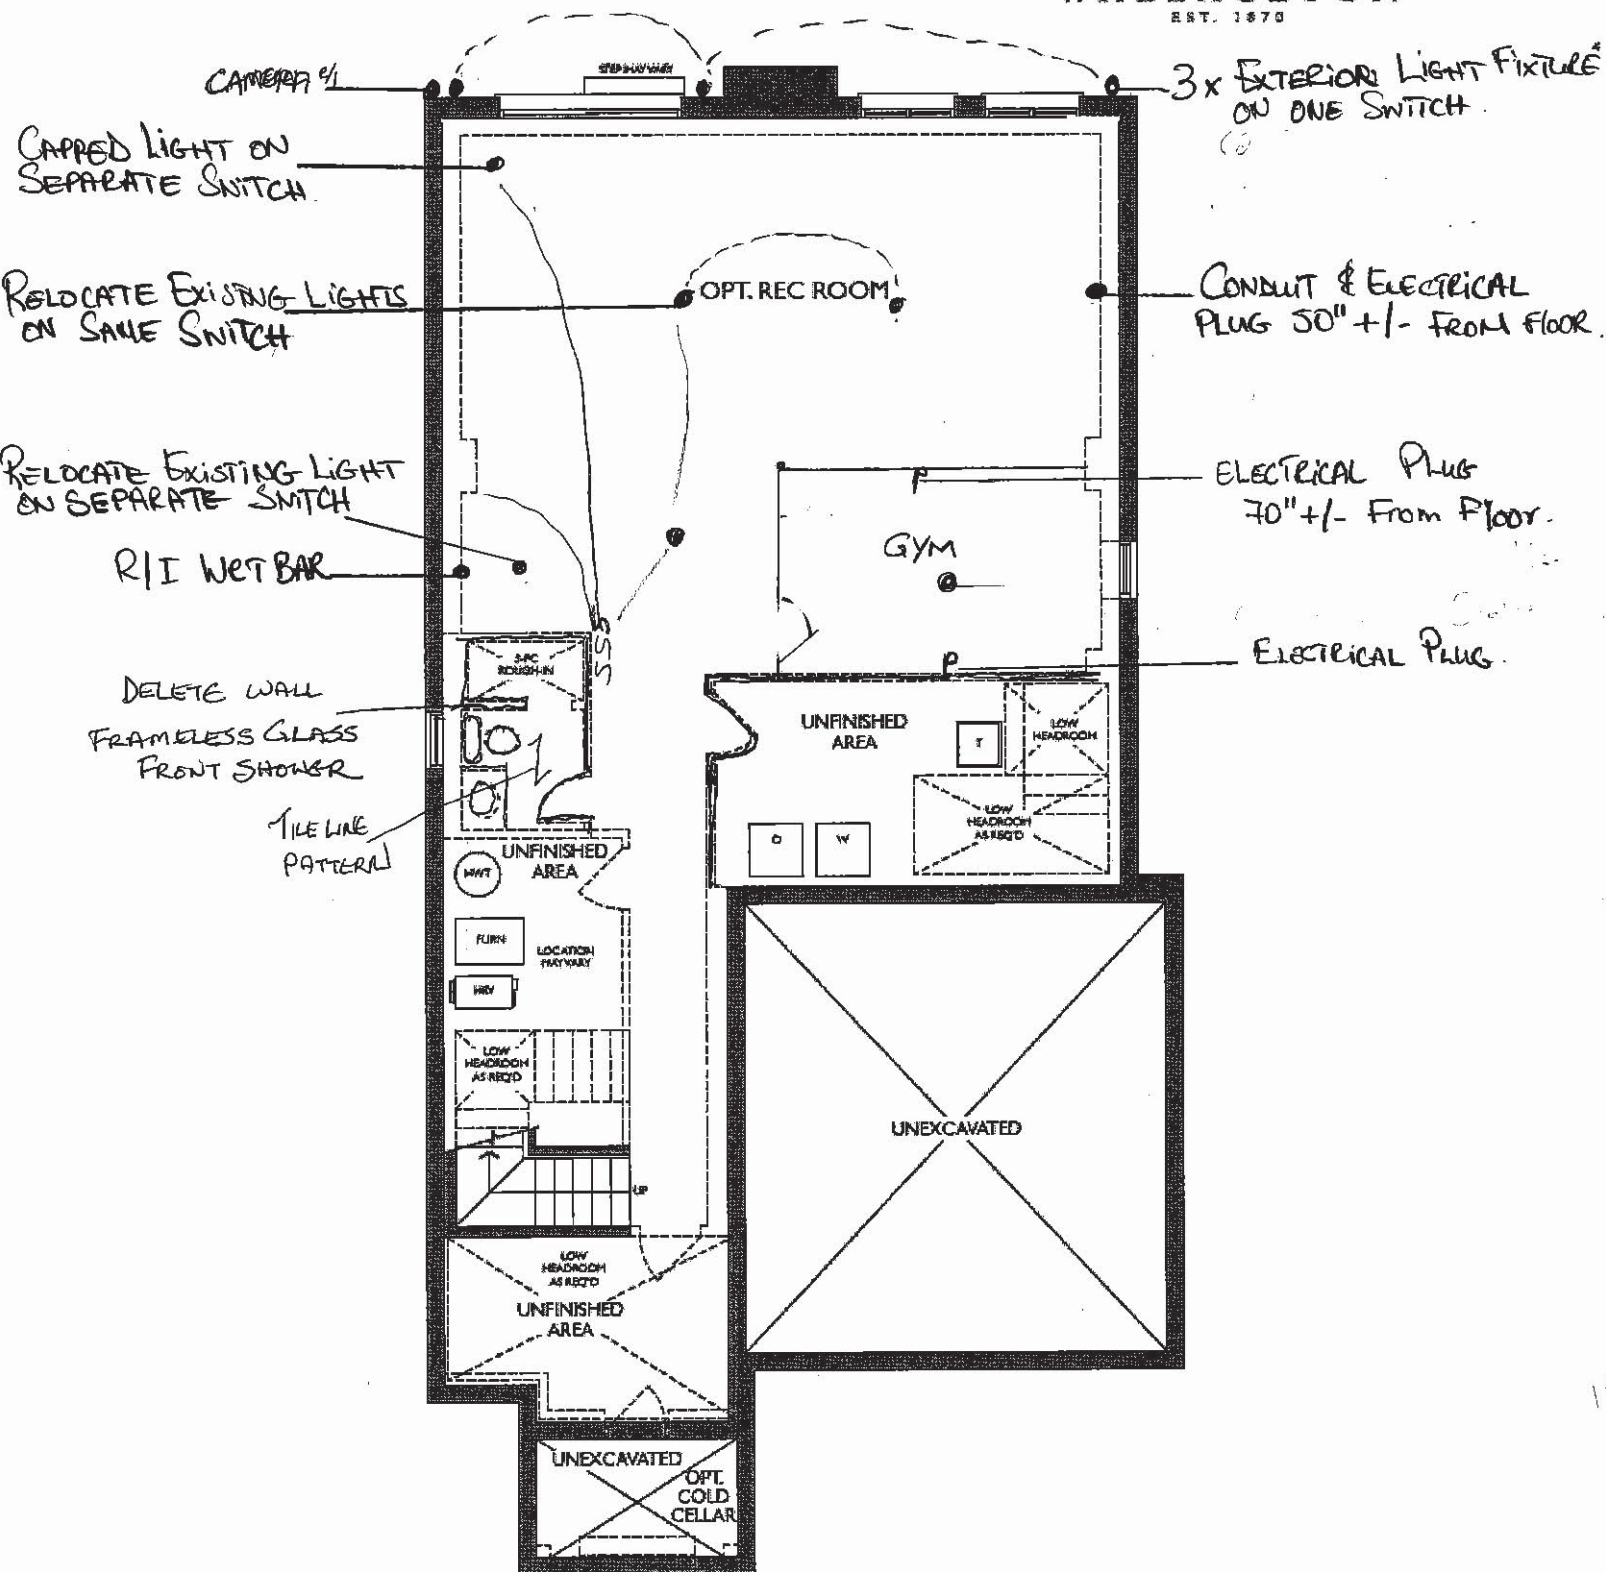 EST. 1870
CAMERA
3 x EXTERIOR LIGHT FIXTURE
ON ONE SWITCH.
CAPPED LIGHT ON
SEPARATE SWITCH.
RELOCATE EXISTING LIGHTS
ON SAME SWITCH
OPT. REC ROOM
CONDUIT & ELECTRICAL
PLUG 50" +/- FROM FLOOR.
RELOCATE EXISTING LIGHT
ON SEPARATE SWITCH
ELECTRICAL PLUG
70" +/- From Floor.
R/I WET BAR
GYM
SSS
3-PC
ROUGH-IN
ELECTRICAL PLUG.
DELETE WALL
FRAMELESS GLASS
FRONT SHOWER
UNFINISHED
AREA
T
LOW
HEADROOM
TILE LINE
PATTERN
LOW
HEADROOM
AS REQ'D
D
W
UNFINISHED
AREA
HWT
FURN
LOCATION
MAY VARY
HRV
LOW
HEADROOM
AS REQ'D
UNEXCAVATED
UP
LOW
HEADROOM
AS REQ'D
UNFINISHED
AREA
UNEXCAVATED
OPT.
COLD
CELLAR